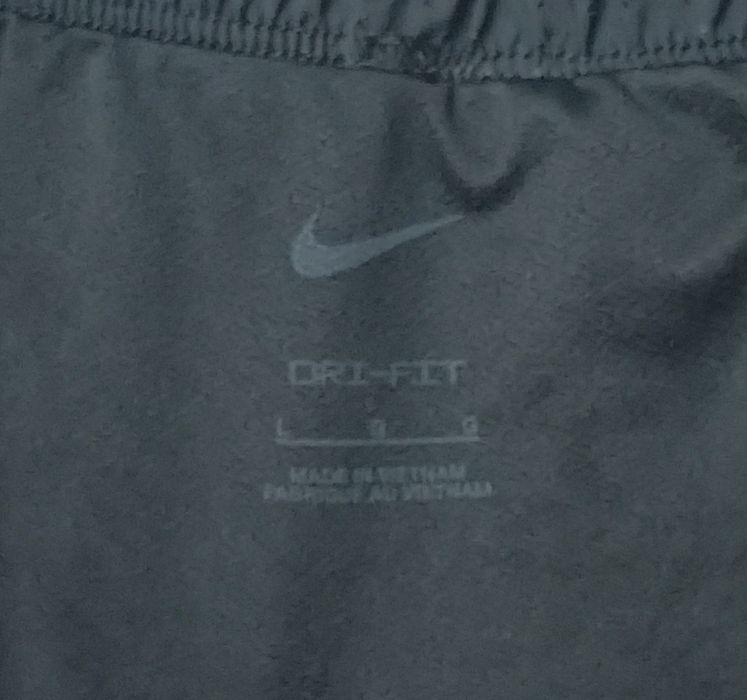 DRI-FIT
L G G
MADE IN VIETNAM
FABRIQUÉ AU VIETNAM